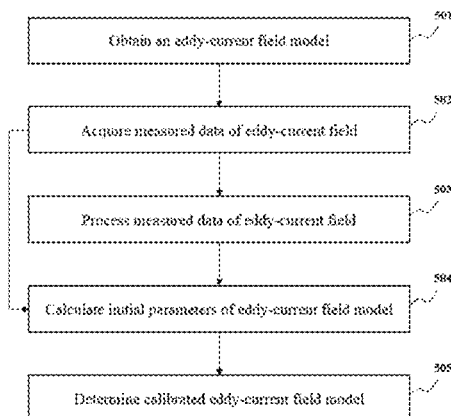 501
Obtain an eddy-current field model
502
Acquire measured data of eddy-current field
503
Process measured data of eddy-current field
504
Calculate initial parameters of eddy-current field model
505
Determine calibrated eddy-current field model